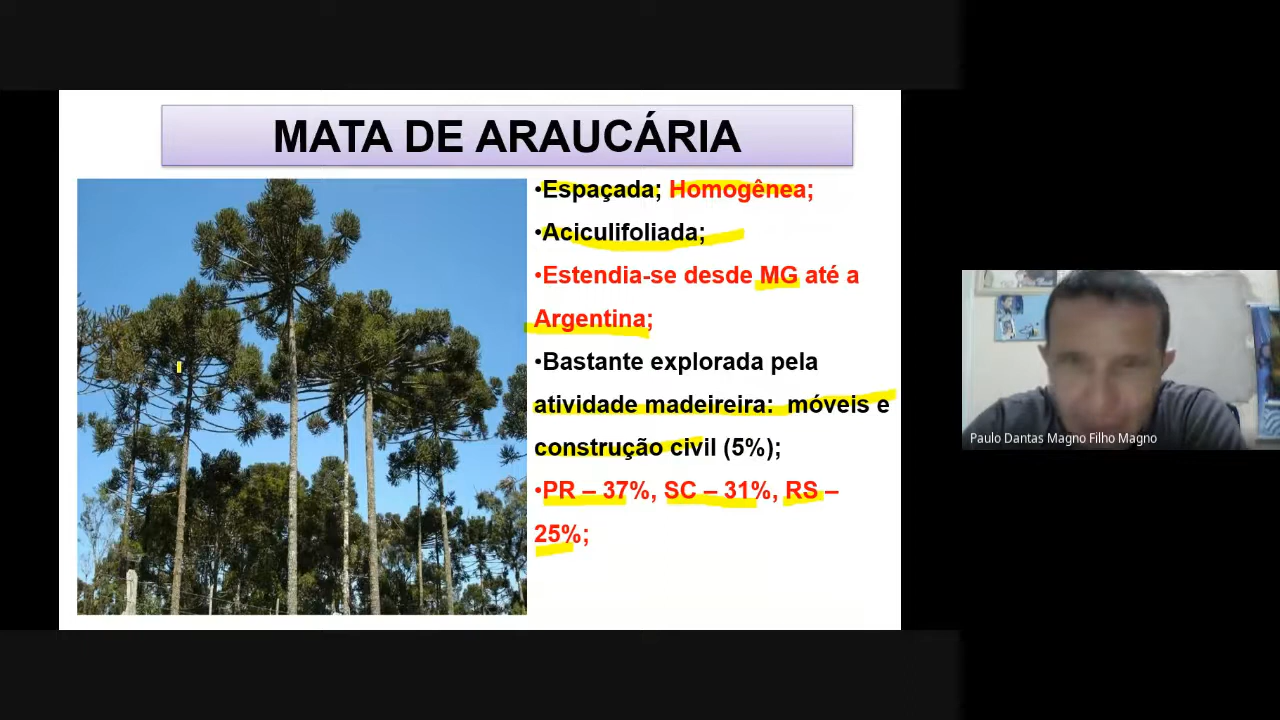 MATA DE ARAUCÁRIA
•Espaçada; Homogênea;
•Aciculifoliada;
•Estendia-se desde MG até a
Argentina;
•Bastante explorada pela
atividade madeireira:  móveis e
construção civil (5%);
•PR – 37%, SC – 31%, RS –
25%;
Paulo Dantas Magno Filho Magno